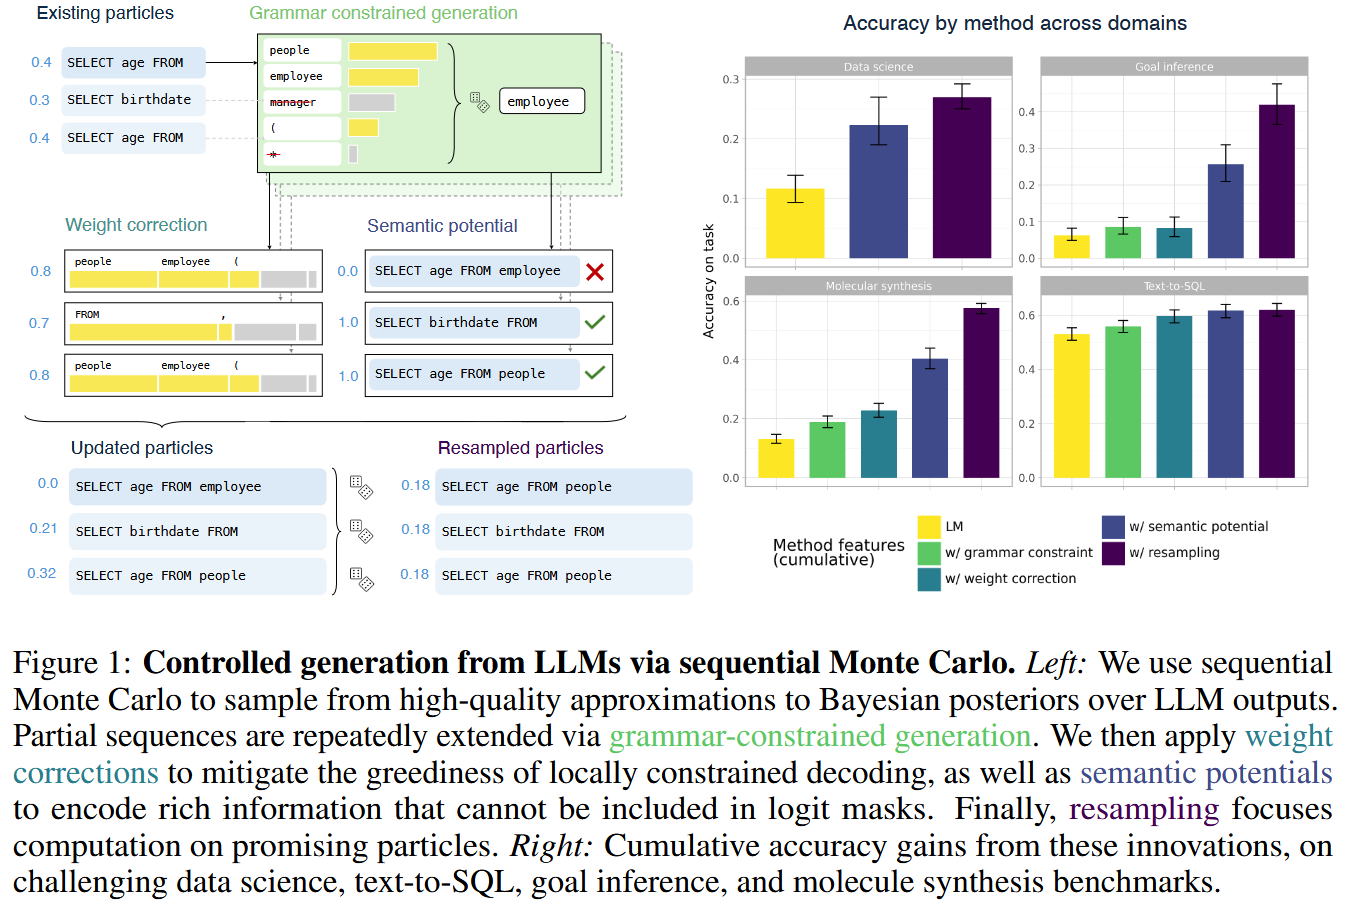 Existing particles
Grammar constrained generation
0.4 SELECT age FROM
0.3 SELECT birthdate
0.4 SELECT age FROM
people
employee
manager
(
*
employee
Weight correction
0.8
people employee (
0.7
FROM ,
0.8
people employee (
Semantic potential
0.0 SELECT age FROM employee
1.0 SELECT birthdate FROM
1.0 SELECT age FROM people
Updated particles
0.0 SELECT age FROM employee
0.21 SELECT birthdate FROM
0.32 SELECT age FROM people
Resampled particles
0.18 SELECT age FROM people
0.18 SELECT birthdate FROM
0.18 SELECT age FROM people
Accuracy by method across domains
Accuracy on task
Data science
0.3
0.2
0.1
0.0
Goal inference
0.4
0.3
0.2
0.1
0.0
Molecular synthesis
0.6
0.4
0.2
0.0
Text-to-SQL
0.6
0.4
0.2
0.0
Method features
(cumulative)
LM
w/ grammar constraint
w/ weight correction
w/ semantic potential
w/ resampling
Figure 1: Controlled generation from LLMs via sequential Monte Carlo. Left: We use sequential
Monte Carlo to sample from high-quality approximations to Bayesian posteriors over LLM outputs.
Partial sequences are repeatedly extended via grammar-constrained generation. We then apply weight
corrections to mitigate the greediness of locally constrained decoding, as well as semantic potentials
to encode rich information that cannot be included in logit masks. Finally, resampling focuses
computation on promising particles. Right: Cumulative accuracy gains from these innovations, on
challenging data science, text-to-SQL, goal inference, and molecule synthesis benchmarks.